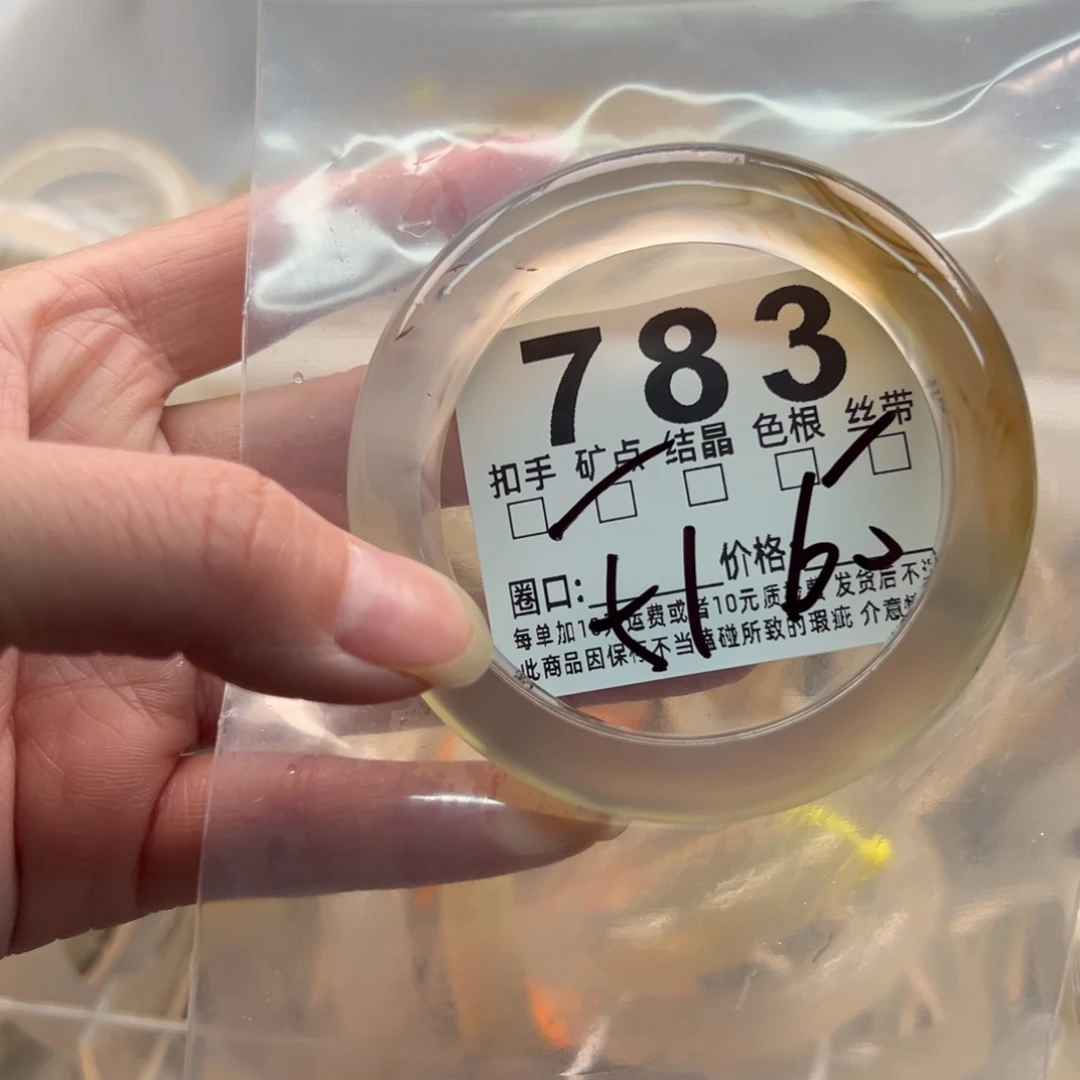 783
扣手 矿点 结晶 色根 丝带
圈口: 价格
每单加1 运费或者10元质 发货后不
此商品因保 不当磕碰所致的瑕疵 介意